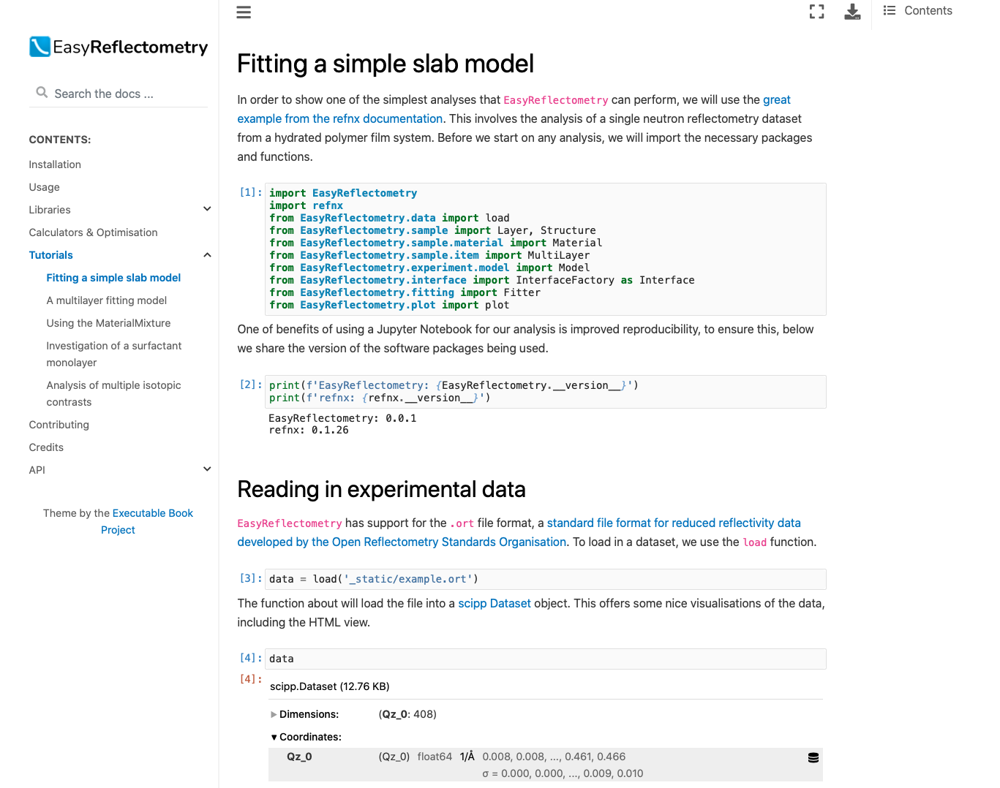 EasyReflectometry
Search the docs ...
CONTENTS:
Installation
Usage
Libraries
Calculators & Optimisation
Tutorials
Fitting a simple slab model
A multilayer fitting model
Using the MaterialMixture
Investigation of a surfactant
monolayer
Analysis of multiple isotopic
contrasts
Contributing
Credits
API
Theme by the Executable Book
Project
Contents
Fitting a simple slab model
In order to show one of the simplest analyses that EasyReflectometry can perform, we will use the great
example from the refnx documentation. This involves the analysis of a single neutron reflectometry dataset
from a hydrated polymer film system. Before we start on any analysis, we will import the necessary packages
and functions.
[1]: import EasyReflectometry
import refnx
from EasyReflectometry.data import load
from EasyReflectometry.sample import Layer, Structure
from EasyReflectometry.sample.material import Material
from EasyReflectometry.sample.item import MultiLayer
from EasyReflectometry.experiment.model import Model
from EasyReflectometry.interface import InterfaceFactory as Interface
from EasyReflectometry.fitting import Fitter
from EasyReflectometry.plot import plot
One of benefits of using a Jupyter Notebook for our analysis is improved reproducibility, to ensure this, below
we share the version of the software packages being used.
[2]: print(f'EasyReflectometry: {EasyReflectometry.__version__}')
print(f'refnx: {refnx.__version__}')
EasyReflectometry: 0.0.1
refnx: 0.1.26
Reading in experimental data
EasyReflectometry has support for the .ort file format, a standard file format for reduced reflectivity data
developed by the Open Reflectometry Standards Organisation. To load in a dataset, we use the load function.
[3]: data = load('_static/example.ort')
The function about will load the file into a scipp Dataset object. This offers some nice visualisations of the data,
including the HTML view.
[4]: data
[4]: scipp.Dataset (12.76 KB)
▶ Dimensions: (Qz_0: 408)
▼ Coordinates:
Qz_0 (Qz_0) float64 1/Å 0.008, 0.008, ..., 0.461, 0.466
σ = 0.000, 0.000, ..., 0.009, 0.010